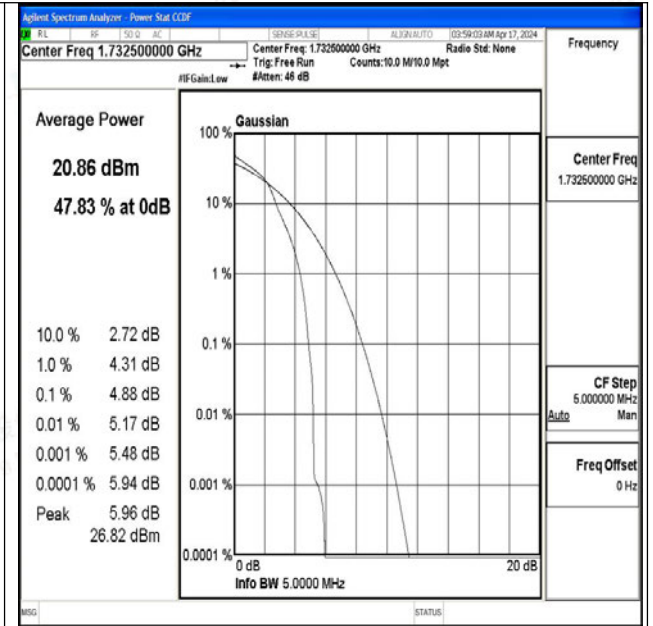 Agilent Spectrum Analyzer - Power Stat CCDF
RL RF 50 Ω AC SENSE:PULSE ALIGN AUTO 03:59:03 AM Apr 17, 2024
Center Freq 1.732500000 GHz
Center Freq: 1.732500000 GHz Radio Std: None
Trig: Free Run Counts:10.0 M/10.0 Mpt
#IFGain:Low #Atten: 46 dB
Frequency
Average Power
20.86 dBm
47.83 % at 0dB
10.0 % 2.72 dB
1.0 % 4.31 dB
0.1 % 4.88 dB
0.01 % 5.17 dB
0.001 % 5.48 dB
0.0001 % 5.94 dB
Peak 5.96 dB
26.82 dBm
Gaussian
100 %
10 %
1 %
0.1 %
0.01 %
0.001 %
0.0001 %
0 dB 20 dB
Info BW 5.0000 MHz
Center Freq
1.732500000 GHz
CF Step
5.000000 MHz
Auto Man
Freq Offset
0 Hz
MSG STATUS